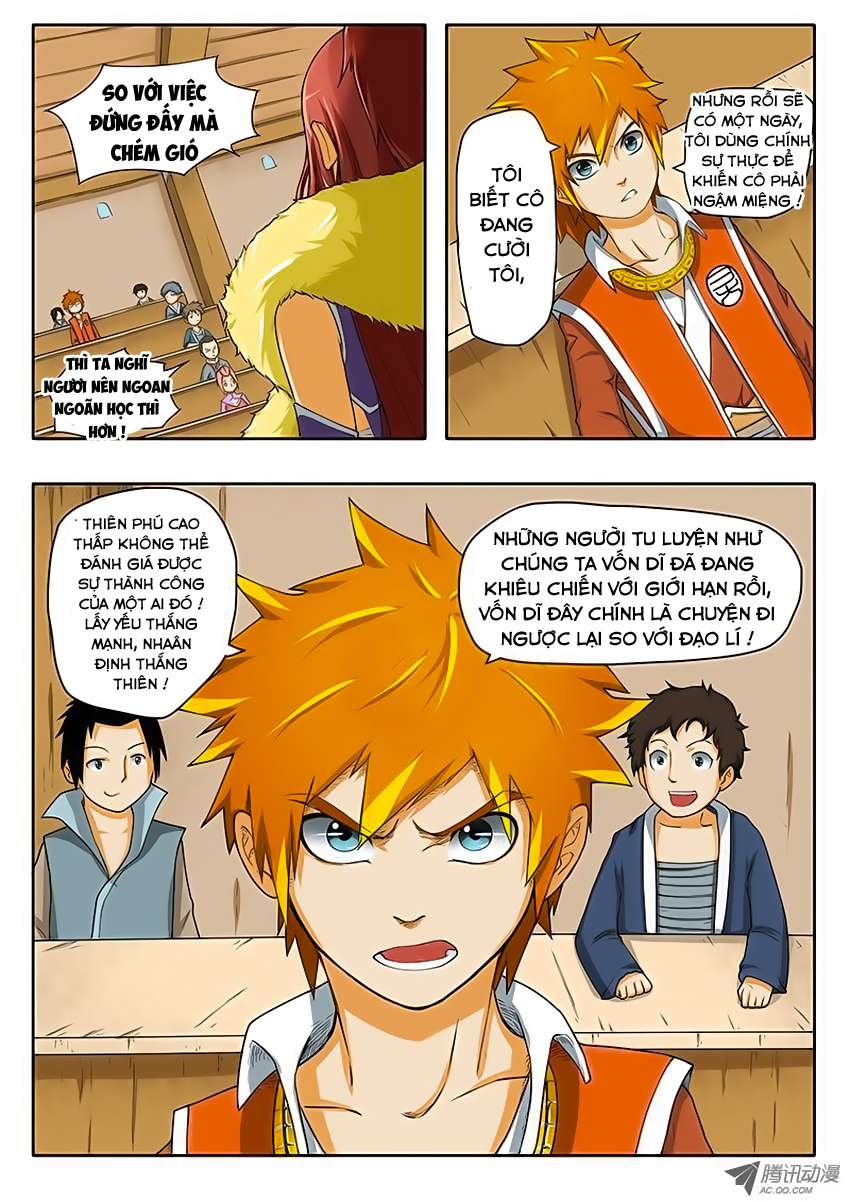 SO VỚI VIỆC
ĐỨNG ĐẤY MÀ
CHÉM GIÓ
THÌ TA NGHĨ
NGƯƠI NÊN NGOAN
NGOÃN HỌC THÌ
HƠN !
TÔI
BIẾT CÔ
ĐANG
CƯỜI
TÔI,
NHƯNG RỒI SẼ
CÓ MỘT NGÀY,
TÔI DÙNG CHÍNH
SỰ THỰC ĐỂ
KHIẾN CÔ PHẢI
NGẬM MIỆNG !
THIÊN PHÚ CAO
THẤP KHÔNG THỂ
ĐÁNH GIÁ ĐƯỢC
SỰ THÀNH CÔNG
CỦA MỘT AI ĐÓ !
LẤY YẾU THẮNG
MẠNH, NHAÂN
ĐỊNH THẮNG
THIÊN !
NHỮNG NGƯỜI TU LUYỆN NHƯ
CHÚNG TA VỐN DĨ ĐÃ ĐANG
KHIÊU CHIẾN VỚI GIỚI HẠN RỒI,
VỐN DĨ ĐÂY CHÍNH LÀ CHUYỆN ĐI
NGƯỢC LẠI SO VỚI ĐẠO LÍ !
腾讯动漫
AC.QQ.COM